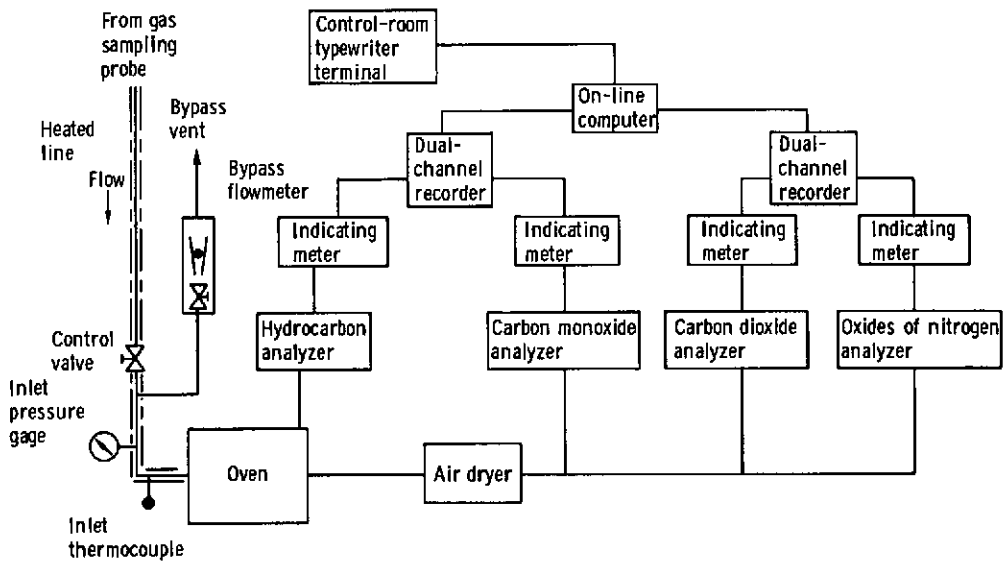 From gas
sampling
probe
Control-room
typewriter
terminal
On-line
computer
Bypass
vent
Heated
line
Flow
Bypass
flowmeter
Dual-
channel
recorder
Dual-
channel
recorder
Indicating
meter
Indicating
meter
Indicating
meter
Indicating
meter
Control
valve
Hydrocarbon
analyzer
Carbon monoxide
analyzer
Carbon dioxide
analyzer
Oxides of nitrogen
analyzer
Inlet
pressure
gage
Oven
Air dryer
Inlet
thermocouple